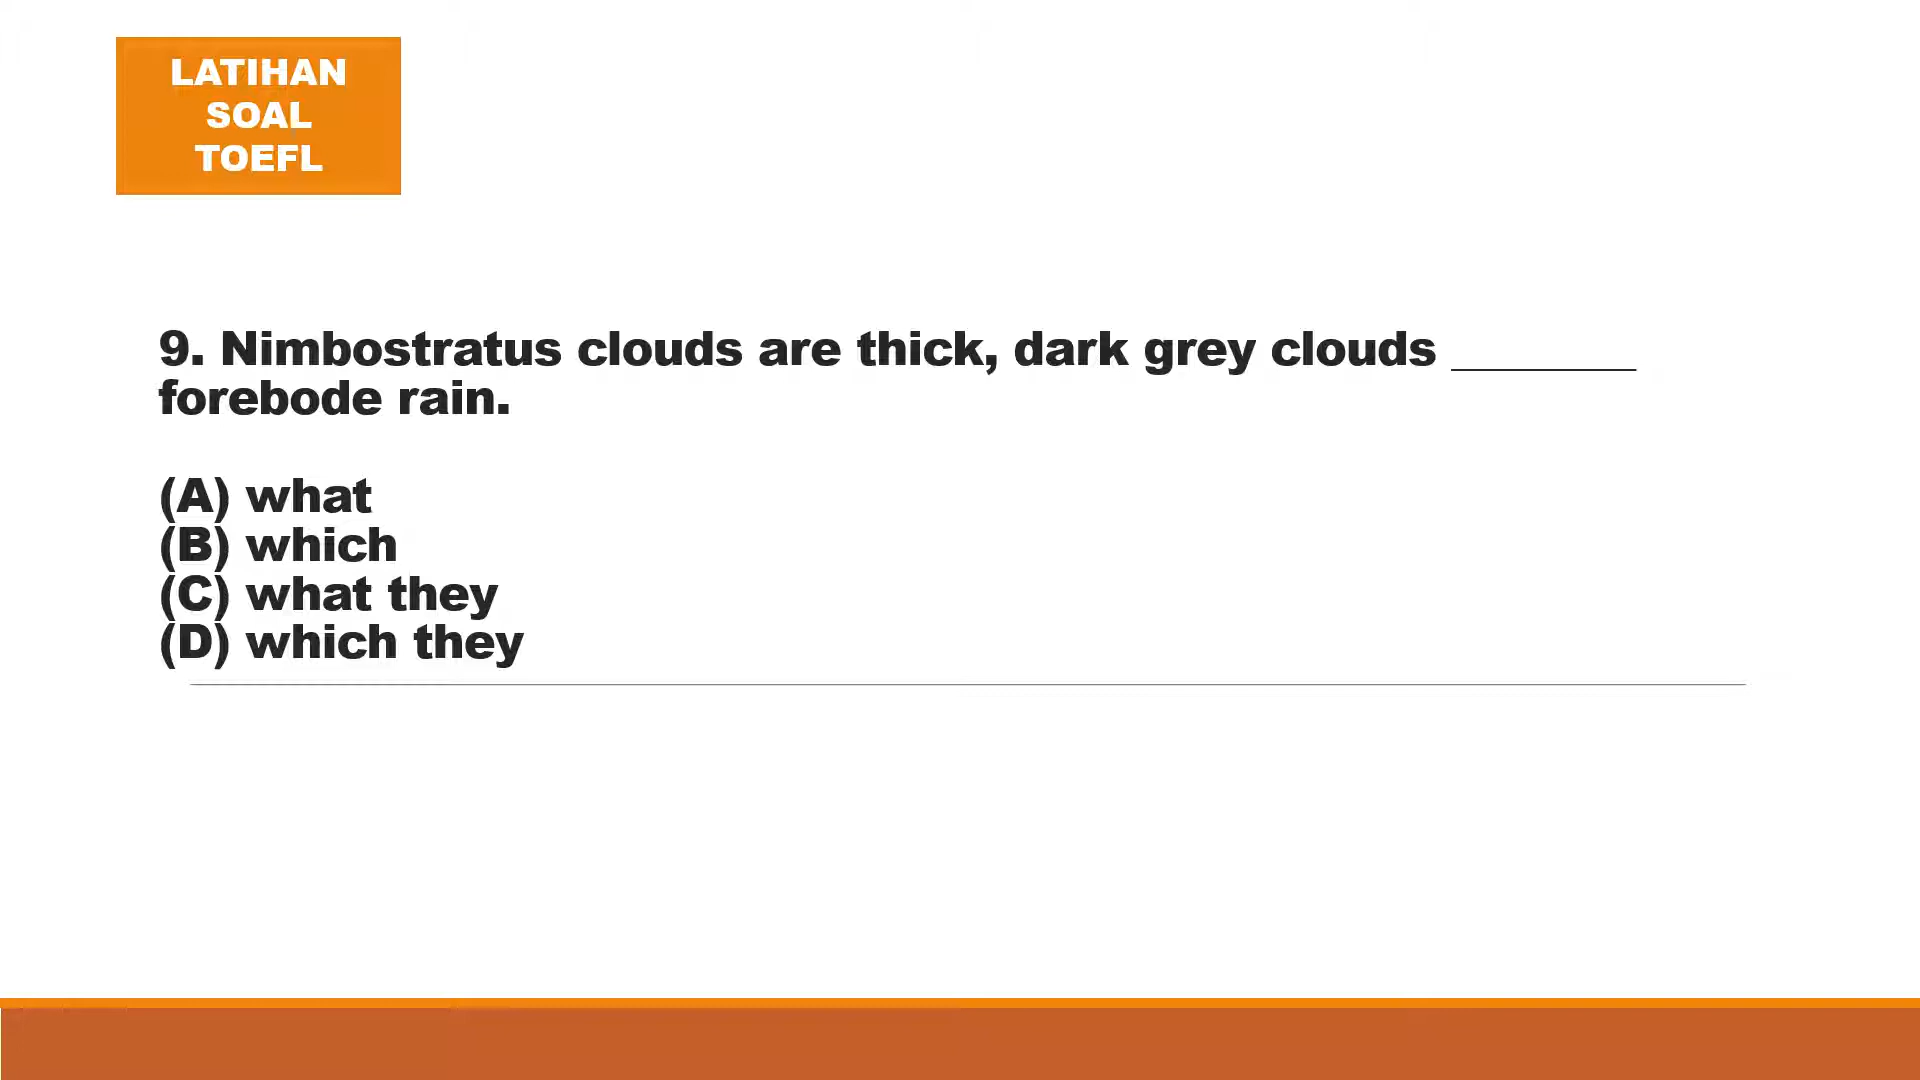 LATIHAN
SOAL
TOEFL
9. Nimbostratus clouds are thick, dark grey clouds _______
forebode rain.
(A) what
(B) which
(C) what they
(D) which they